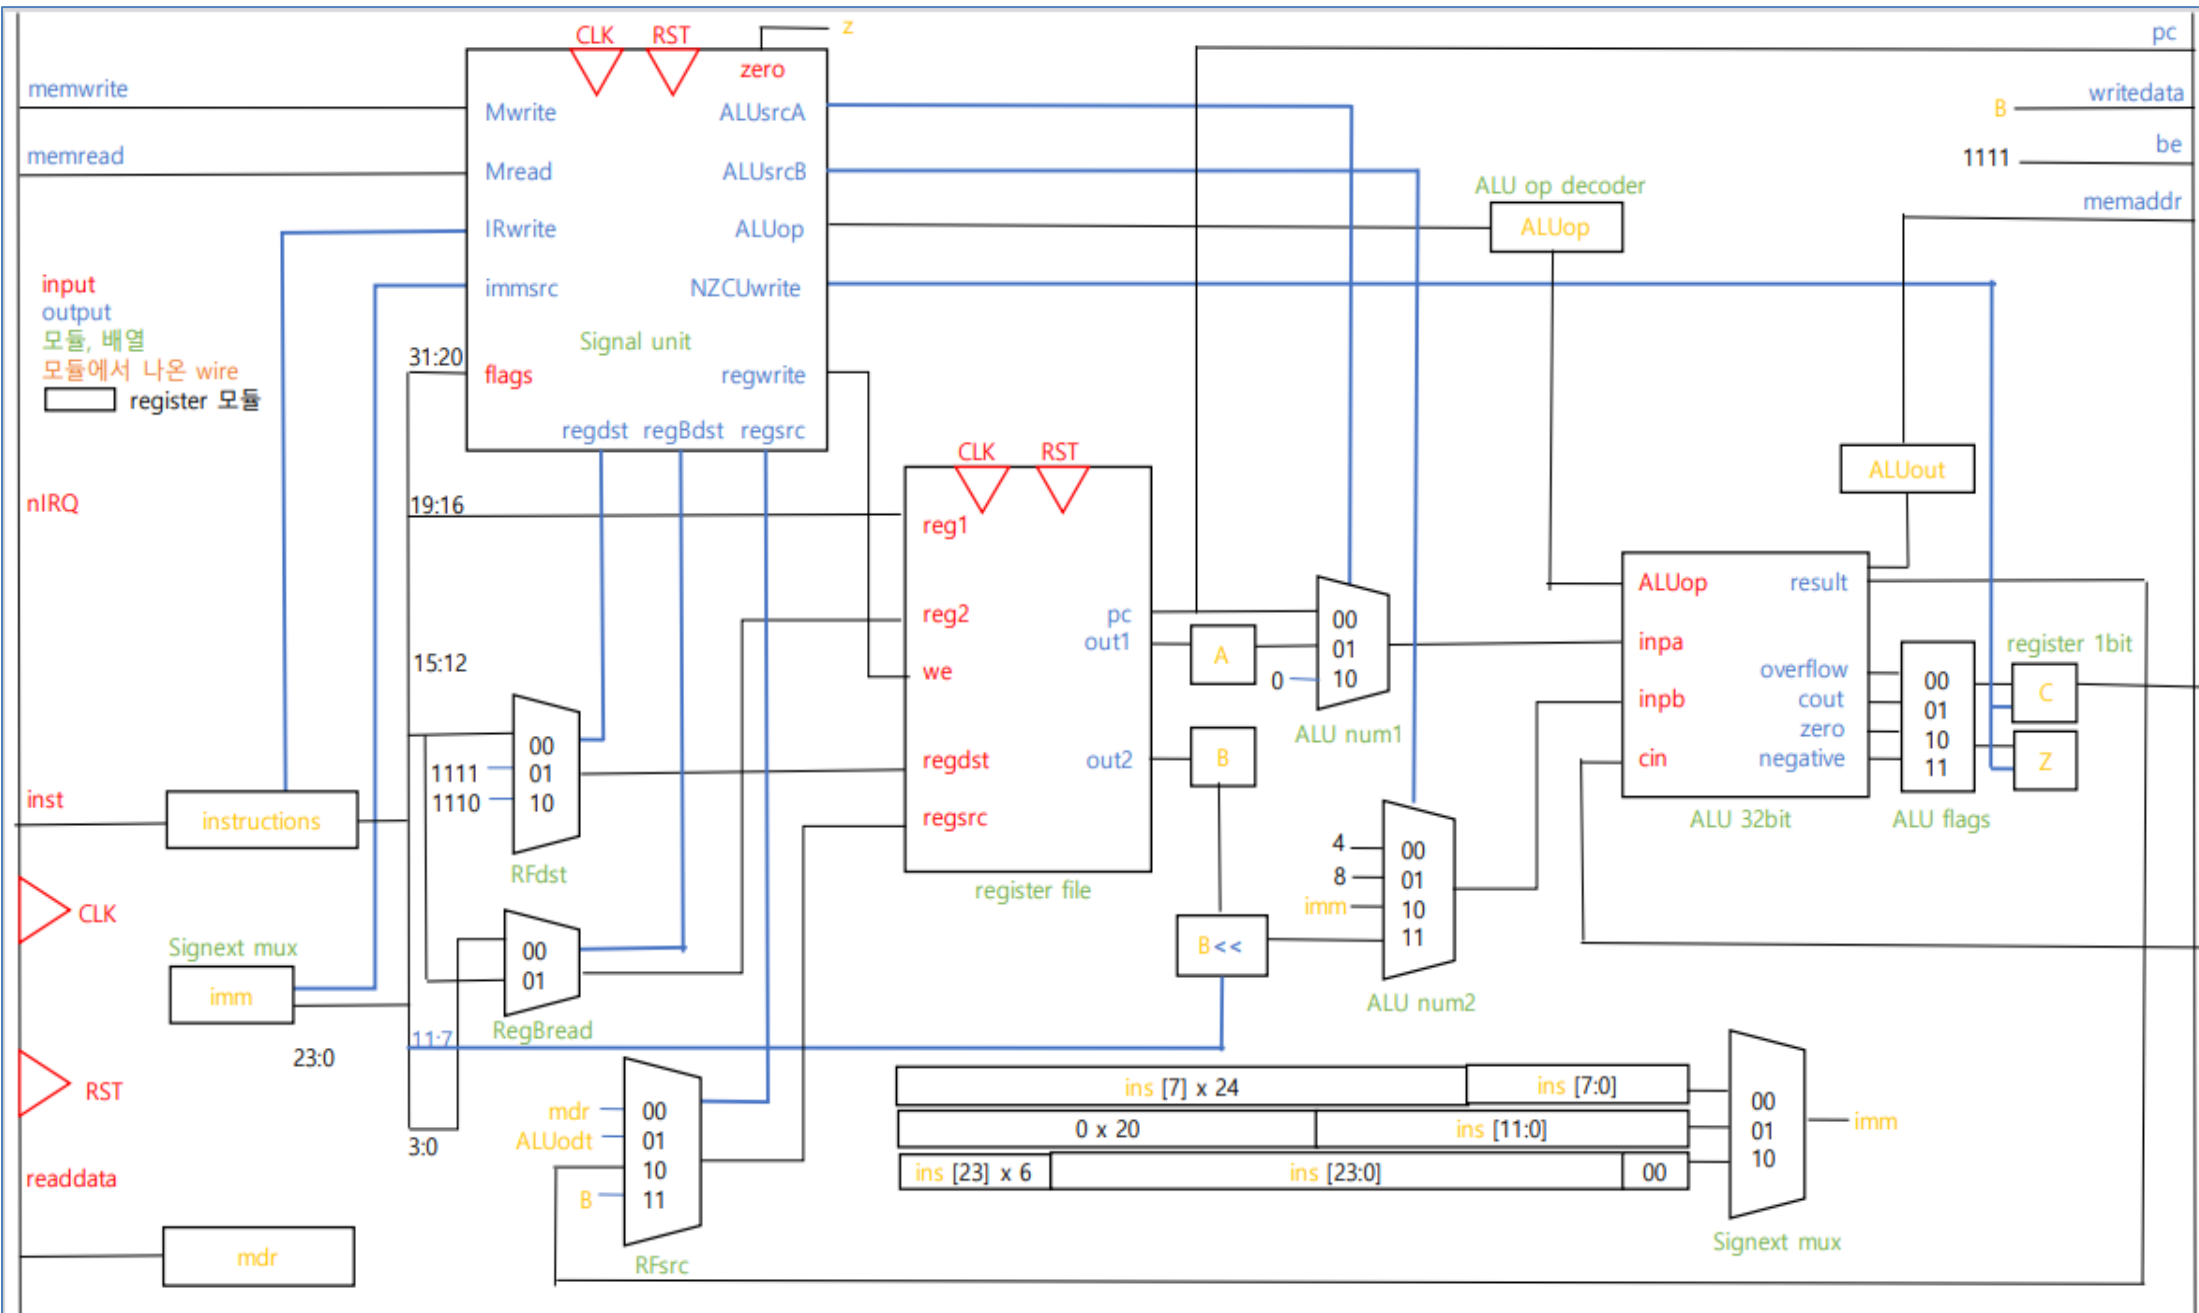 z
pc
CLK
RST
zero
memwrite
Mwrite
ALUsrcA
writedata
B
be
1111
memread
Mread
ALUsrcB
ALU op decoder
memaddr
IRwrite
ALUop
ALUop
input
immsrc
NZCUwrite
output
모듈, 배열
Signal unit
모듈에서 나온 wire
31:20
flags
regwrite
register 모듈
regdst
regBdst
regsrc
CLK
RST
ALUout
nIRQ
19:16
reg1
ALUop
result
reg2
pc
00
out1
A
01
inpa
register 1bit
15:12
we
0
10
overflow
00
C
inpb
cout
01
ALU num1
zero
10
00
regdst
out2
B
cin
negative
11
Z
1111
01
1110
10
inst
instructions
regsrc
ALU 32bit
ALU flags
4
00
RFdst
8
01
register file
imm
10
CLK
11
Signext mux
00
B<<
imm
01
ALU num2
RegBread
11:7
23:0
RST
ins [7] x 24
ins [7:0]
mdr
00
00
0 x 20
ins [11:0]
01
imm
ALUodt
01
3:0
10
10
ins [23] x 6
ins [23:0]
00
readdata
B
11
Signext mux
mdr
RFsrc